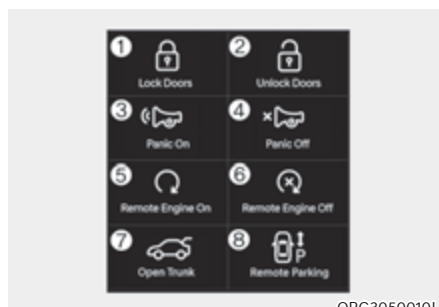 1 Lock Doors
2 Unlock Doors
3 Panic On
4 Panic Off
5 Remote Engine On
6 Remote Engine Off
7 Open Trunk
8 P Remote Parking